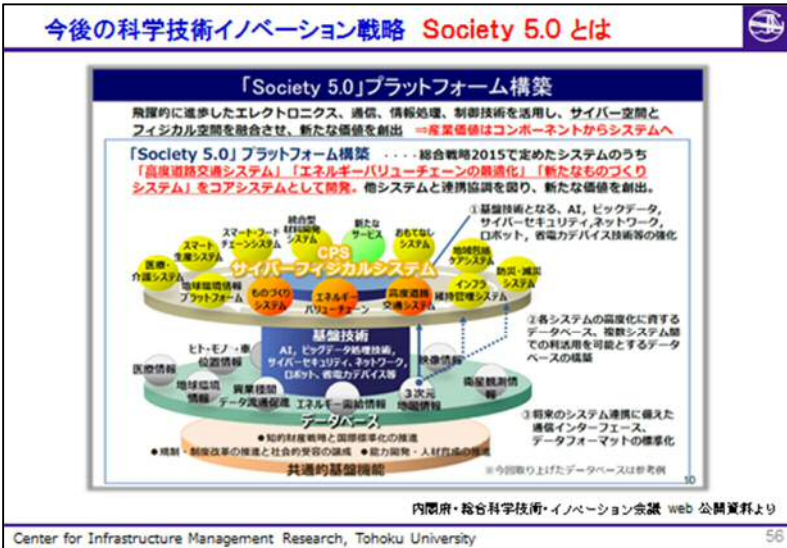 今後の科学技術イノベーション戦略 Society 5.0 とは
「Society 5.0」プラットフォーム構築
飛躍的に進歩したエレクトロニクス、通信、情報処理、制御技術を活用し、サイバー空間と
フィジカル空間を融合させ、新たな価値を創出 ⇒産業価値はコンポーネントからシステムへ
「Society 5.0」プラットフォーム構築 ‥‥総合戦略2015で定めたシステムのうち
「高度道路交通システム」「エネルギーバリューチェーンの最適化」「新たなものづくり
システム」をコアシステムとして開発。他システムと連携協調を図り、新たな価値を創出。
①基盤技術となる、AI，ビックデータ，
サイバーセキュリティ,ネットワーク，
ロボット，省電力デバイス技術等の強化
統合型
材料開発
システム
新たな
サービス
おもてなし
システム
スマート・フード
チェーンシステム
スマート
生産システム
地域包括
ケアシステム
CPS
サイバーフィジカルシステム
医療・
介護システム
防災・減災
システム
地球環境情報
プラットフォーム
ものづくり
システム
エネルギー
バリューチェーン
高度道路
交通システム
インフラ
維持管理システム
基盤技術
AI，ビックデータ処理技術，
サイバーセキュリティ、ネットワーク，
ロボット、省電力デバイス等
②各システムの高度化に資する
データベース、複数システム間
での利活用を可能とするデータ
ベースの構築
ヒト・モノ・車
位置情報
映像情報
医療情報
地球環境
情報
異業種間
データ流通促進
エネルギー需給情報
３次元
地図情報
衛星観測情
報
データベース
③将来のシステム連携に備えた
通信インターフェース、
データフォーマットの標準化
●知的財産戦略と国際標準化の推進
●規制・制度改革の推進と社会的受容の醸成 ●能力開発・人材育成の推進
共通的基盤機能
※今回取り上げたデータベースは参考例
10
内閣府・総合科学技術・イノベーション会議 web 公開資料より
Center for Infrastructure Management Research, Tohoku University
56